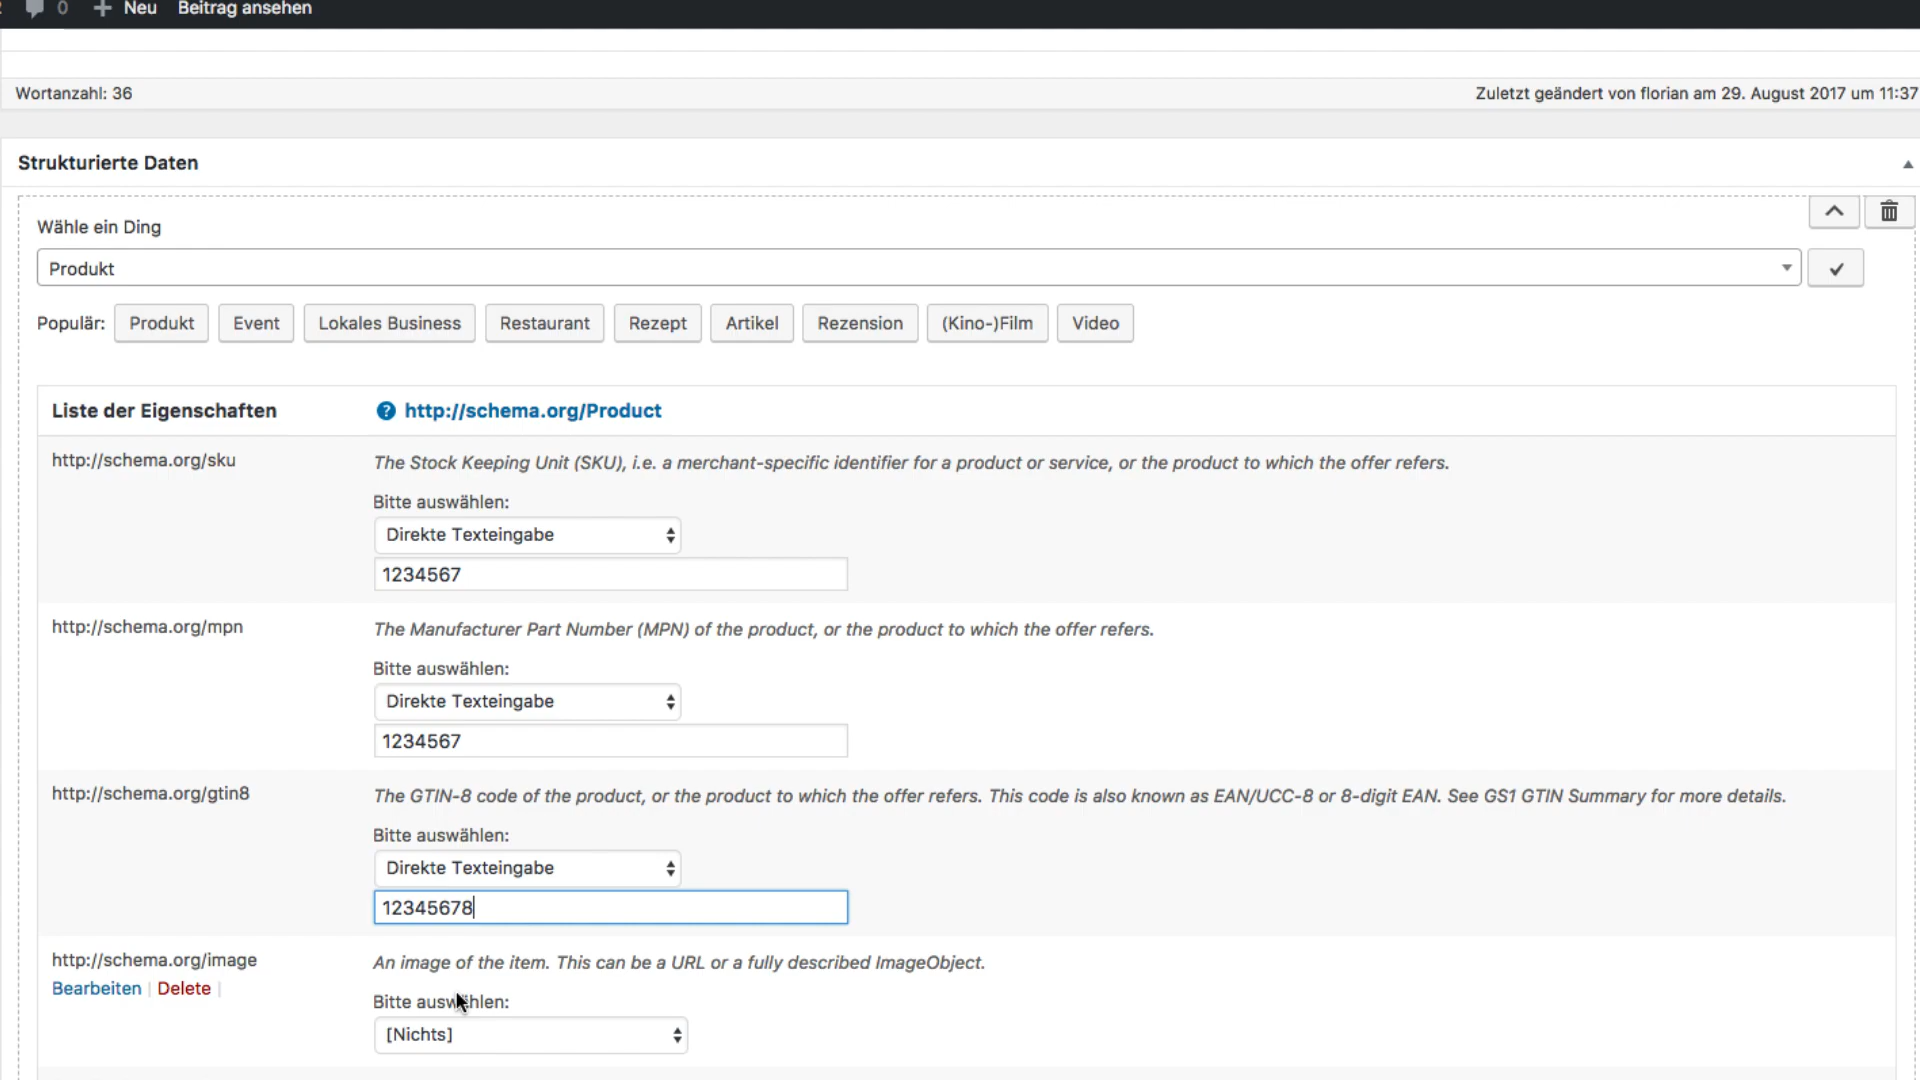 0 Neu Beitrag ansehen
Wortanzahl: 36 Zuletzt geändert von florian am 29. August 2017 um 11:37
Strukturierte Daten
Wähle ein Ding
Produkt
Populär: Produkt Event Lokales Business Restaurant Rezept Artikel Rezension (Kino-)Film Video
Liste der Eigenschaften http://schema.org/Product
http://schema.org/sku The Stock Keeping Unit (SKU), i.e. a merchant-specific identifier for a product or service, or the product to which the offer refers.
Bitte auswählen:
Direkte Texteingabe
1234567
http://schema.org/mpn The Manufacturer Part Number (MPN) of the product, or the product to which the offer refers.
Bitte auswählen:
Direkte Texteingabe
1234567
http://schema.org/gtin8 The GTIN-8 code of the product, or the product to which the offer refers. This code is also known as EAN/UCC-8 or 8-digit EAN. See GS1 GTIN Summary for more details.
Bitte auswählen:
Direkte Texteingabe
12345678
http://schema.org/image An image of the item. This can be a URL or a fully described ImageObject.
Bearbeiten | Delete |
Bitte auswählen:
[Nichts]